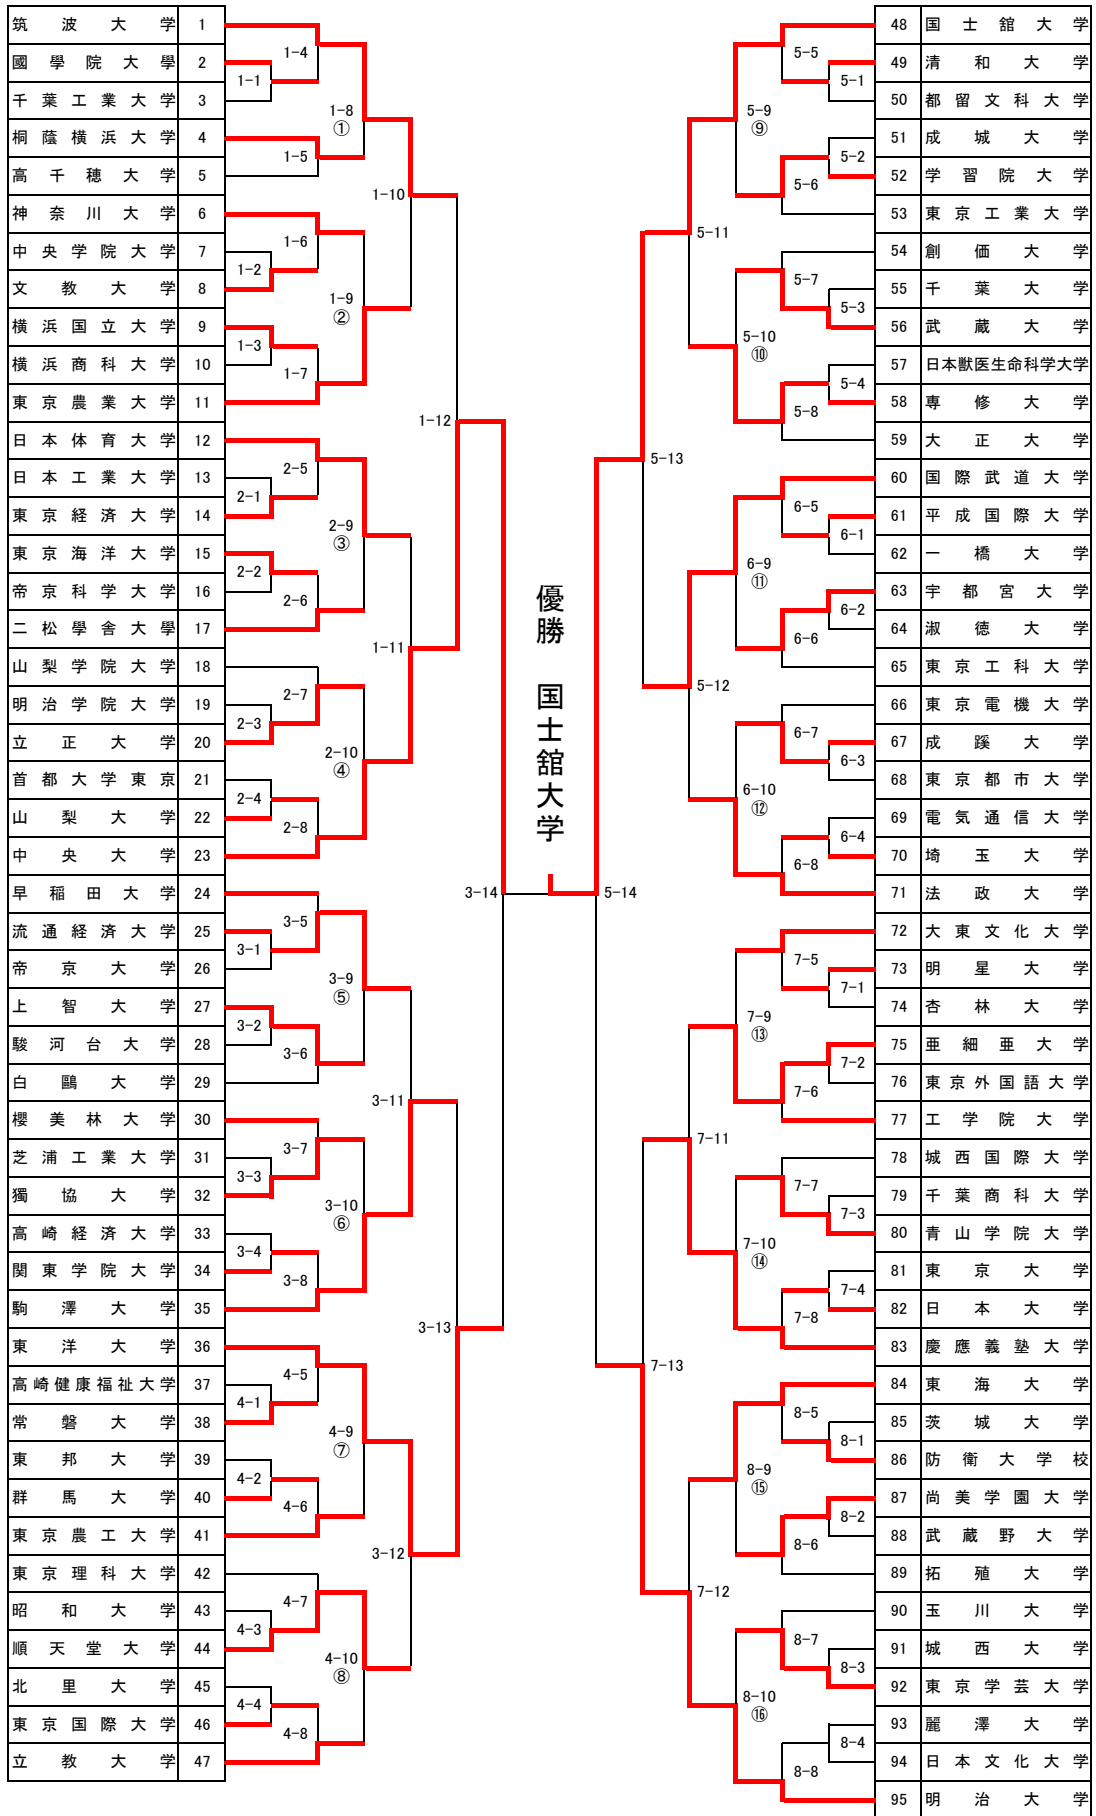 筑波大学 1
國學院大學 2
千葉工業大学 3
桐蔭横浜大学 4
高千穂大学 5
神奈川大学 6
中央学院大学 7
文教大学 8
横浜国立大学 9
横浜商科大学 10
東京農業大学 11
日本体育大学 12
日本工業大学 13
東京経済大学 14
東京海洋大学 15
帝京科学大学 16
二松學舎大學 17
山梨学院大学 18
明治学院大学 19
立正大学 20
首都大学東京 21
山梨大学 22
中央大学 23
早稲田大学 24
流通経済大学 25
帝京大学 26
上智大学 27
駿河台大学 28
白鷗大学 29
櫻美林大学 30
芝浦工業大学 31
獨協大学 32
高崎経済大学 33
関東学院大学 34
駒澤大学 35
東洋大学 36
高崎健康福祉大学 37
常磐大学 38
東邦大学 39
群馬大学 40
東京農工大学 41
東京理科大学 42
昭和大学 43
順天堂大学 44
北里大学 45
東京国際大学 46
立教大学 47
1-1
1-2
1-3
1-4
1-5
1-6
1-7
1-8
①
1-9
②
1-10
2-1
2-2
2-3
2-4
2-5
2-6
2-7
2-8
2-9
③
2-10
④
1-11
1-12
3-1
3-2
3-3
3-4
3-5
3-6
3-7
3-8
3-9
⑤
3-10
⑥
3-11
4-1
4-2
4-3
4-4
4-5
4-6
4-7
4-8
4-9
⑦
4-10
⑧
3-12
3-13
3-14
優勝 国士舘大学
5-14
5-13
5-11
5-9
⑨
5-10
⑩
5-5
5-6
5-7
5-8
5-1
5-2
5-3
5-4
5-12
6-9
⑪
6-10
⑫
6-5
6-6
6-7
6-8
6-1
6-2
6-3
6-4
7-13
7-11
7-9
⑬
7-10
⑭
7-5
7-6
7-7
7-8
7-1
7-2
7-3
7-4
7-12
8-9
⑮
8-10
⑯
8-5
8-6
8-7
8-8
8-1
8-2
8-3
8-4
48 国士舘大学
49 清和大学
50 都留文科大学
51 成城大学
52 学習院大学
53 東京工業大学
54 創価大学
55 千葉大学
56 武蔵大学
57 日本獣医生命科学大学
58 専修大学
59 大正大学
60 国際武道大学
61 平成国際大学
62 一橋大学
63 宇都宮大学
64 淑徳大学
65 東京工科大学
66 東京電機大学
67 成蹊大学
68 東京都市大学
69 電気通信大学
70 埼玉大学
71 法政大学
72 大東文化大学
73 明星大学
74 杏林大学
75 亜細亜大学
76 東京外国語大学
77 工学院大学
78 城西国際大学
79 千葉商科大学
80 青山学院大学
81 東京大学
82 日本大学
83 慶應義塾大学
84 東海大学
85 茨城大学
86 防衛大学校
87 尚美学園大学
88 武蔵野大学
89 拓殖大学
90 玉川大学
91 城西大学
92 東京学芸大学
93 麗澤大学
94 日本文化大学
95 明治大学